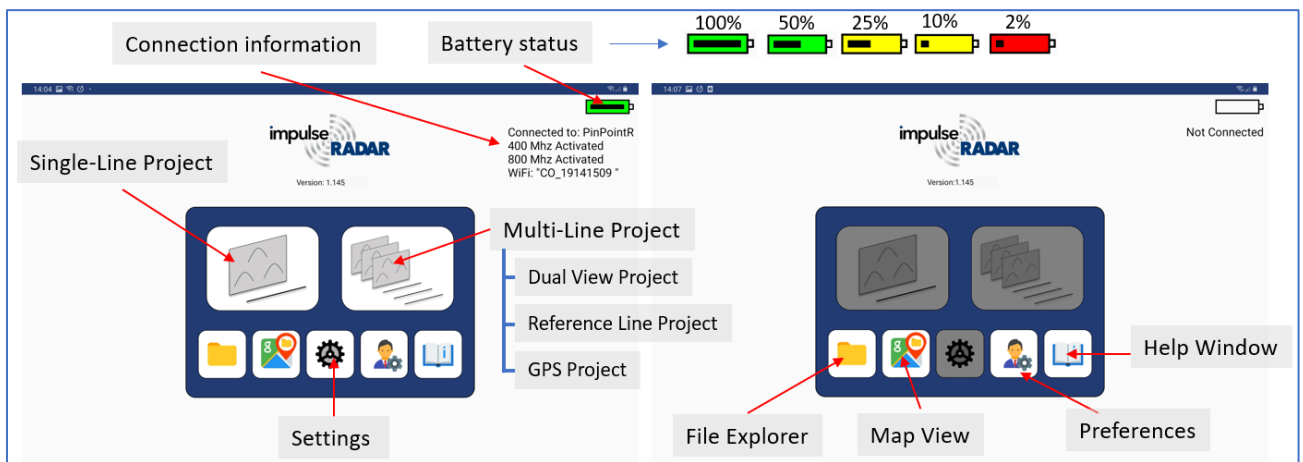 100% 50% 25% 10% 2%
Connection information
Battery status
14:04
14:07
impulse
RADAR
Version: 1.145
Connected to: PinPointR
400 Mhz Activated
800 Mhz Activated
WiFi: "CO_19141509 "
impulse
RADAR
Version:1.145
Not Connected
Single-Line Project
Multi-Line Project
Dual View Project
Reference Line Project
GPS Project
Settings
g
i
g
i
Help Window
File Explorer
Map View
Preferences